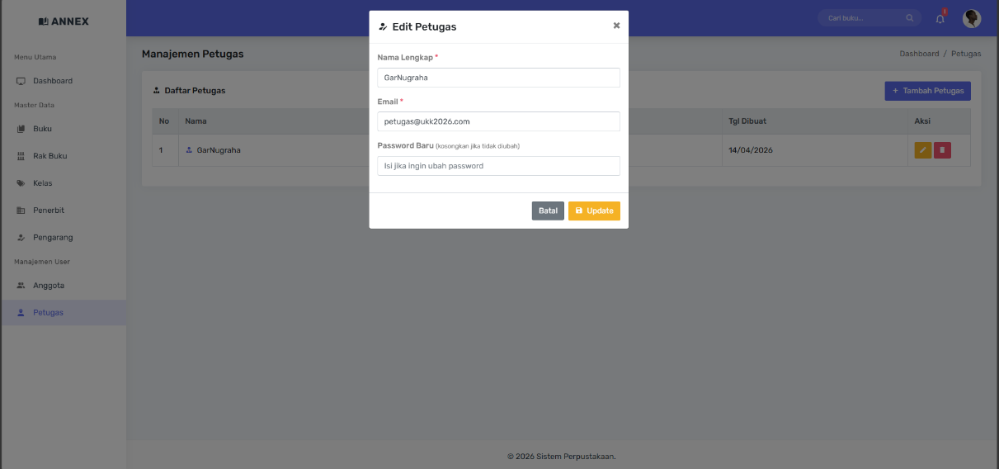 ANNEX
Cari buku...
1
Menu Utama
Dashboard
Master Data
Buku
Rak Buku
Kelas
Penerbit
Pengarang
Manajemen User
Anggota
Petugas
Manajemen Petugas
Dashboard / Petugas
Daftar Petugas
+ Tambah Petugas
No Nama Tgl Dibuat Aksi
1 GarNugraha 14/04/2026
Edit Petugas
Nama Lengkap *
GarNugraha
Email *
petugas@ukk2026.com
Password Baru (kosongkan jika tidak diubah)
Isi jika ingin ubah password
Batal Update
© 2026 Sistem Perpustakaan.